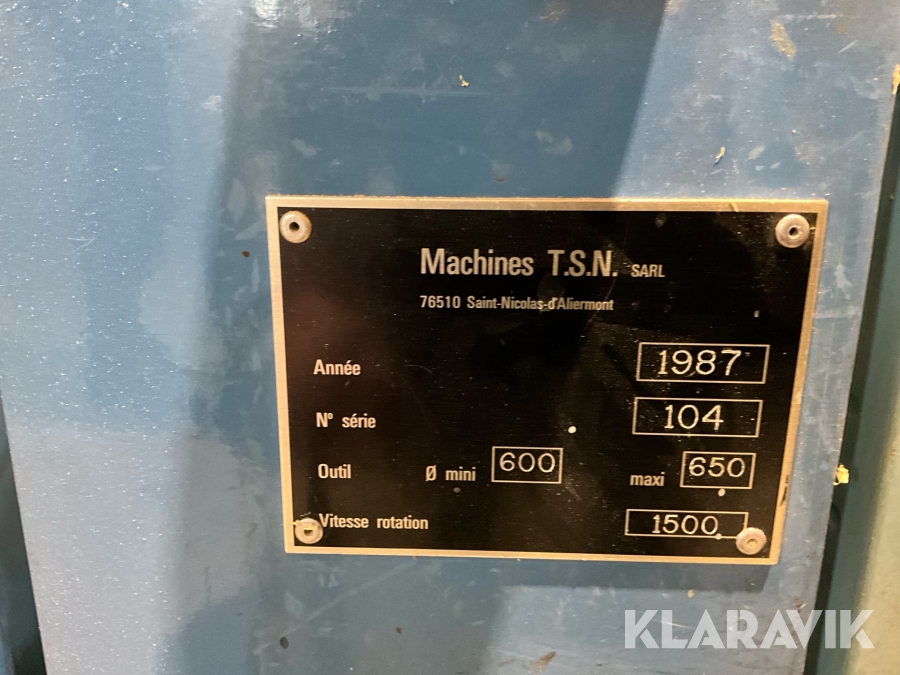 Machines T.S.N. SARL
76510 Saint-Nicolas-d'Aliermont
Année 1987
N° série 104
Outil Ø mini 600 maxi 650
Vitesse rotation 1500
KLARAVIK